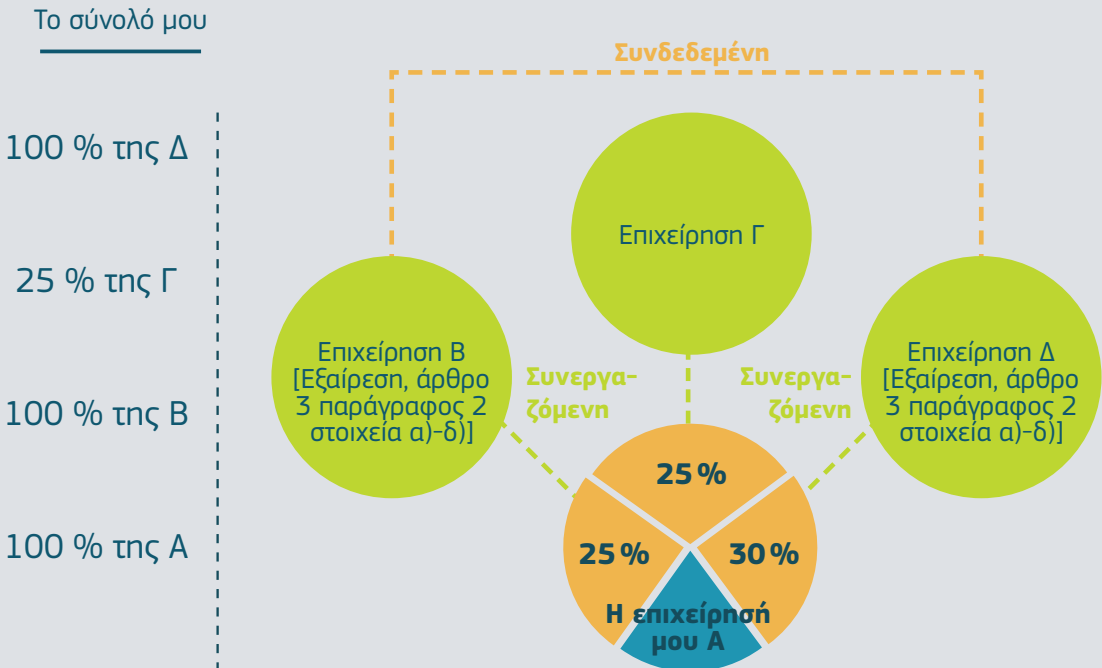 Το σύνολό μου
100 % της Δ
25 % της Γ
100 % της Β
100 % της Α
Συνδεδεμένη
Επιχείρηση Γ
Επιχείρηση Β
[Εξαίρεση, άρθρο
3 παράγραφος 2
στοιχεία α)-δ)]
Συνεργα-
ζόμενη
Συνεργα-
ζόμενη
Επιχείρηση Δ
[Εξαίρεση, άρθρο
3 παράγραφος 2
στοιχεία α)-δ)]
25 %
25 %
30 %
Η επιχείρησή
μου Α